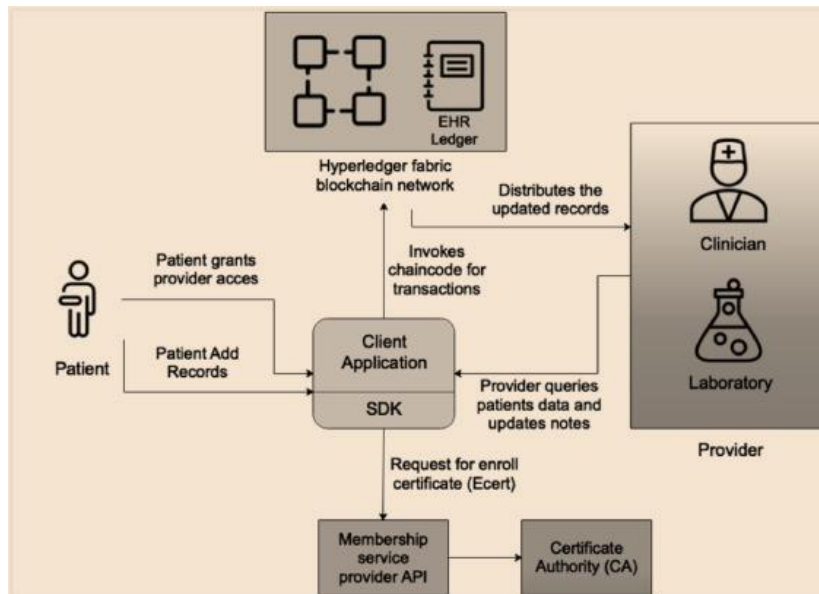 EHR
Ledger
Hyperledger fabric
blockchain network
Distributes the
updated records
Clinician
Patient grants
provider acces
Invokes
chaincode for
transactions
Patient
Patient Add
Records
Client
Application
SDK
Provider queries
patients data and
updates notes
Laboratory
Provider
Request for enroll
certificate (Ecert)
Membership
service
provider API
Certificate
Authority (CA)